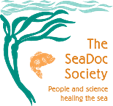 The
SeaDoc
Society
People and science
healing the sea